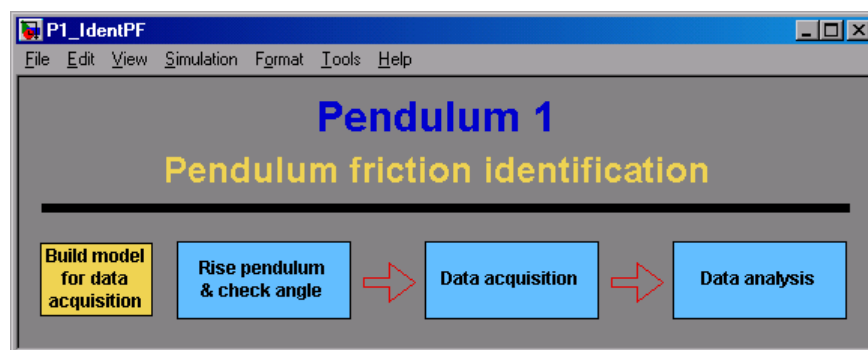 P1_IdentPF
File Edit View Simulation Format Tools Help
Pendulum 1
Pendulum friction identification
Build model
for data
acquisition
Rise pendulum
& check angle
Data acquisition
Data analysis